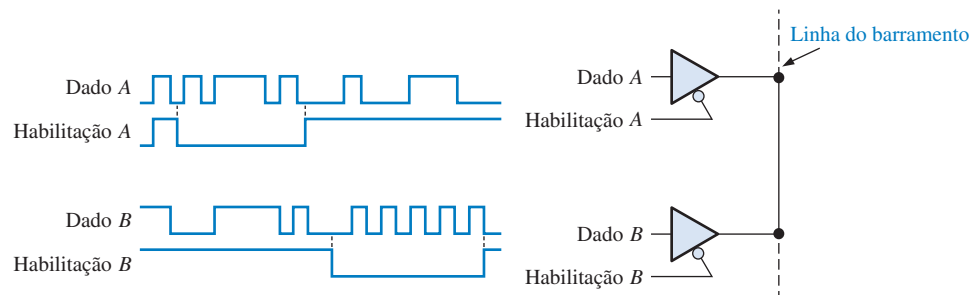 Linha do barramento
Dado A
Habilitação A
Dado A
Habilitação A
Dado B
Habilitação B
Dado B
Habilitação B